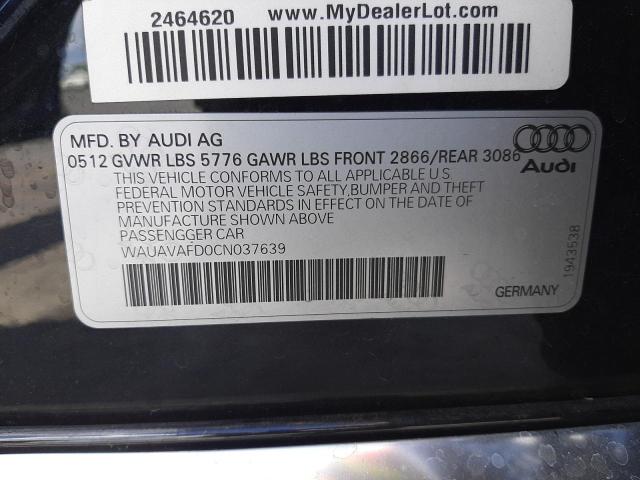 2464620 www.MyDealerLot.com
MFD. BY AUDI AG
0512 GVWR LBS 5776 GAWR LBS FRONT 2866/REAR 3086
Audi
THIS VEHICLE CONFORMS TO ALL APPLICABLE U.S
FEDERAL MOTOR VEHICLE SAFETY,BUMPER AND THEFT
PREVENTION STANDARDS IN EFFECT ON THE DATE OF
MANUFACTURE SHOWN ABOVE
PASSENGGER CAR
WAUAVAFD0CN037639
1943538
GERMANY